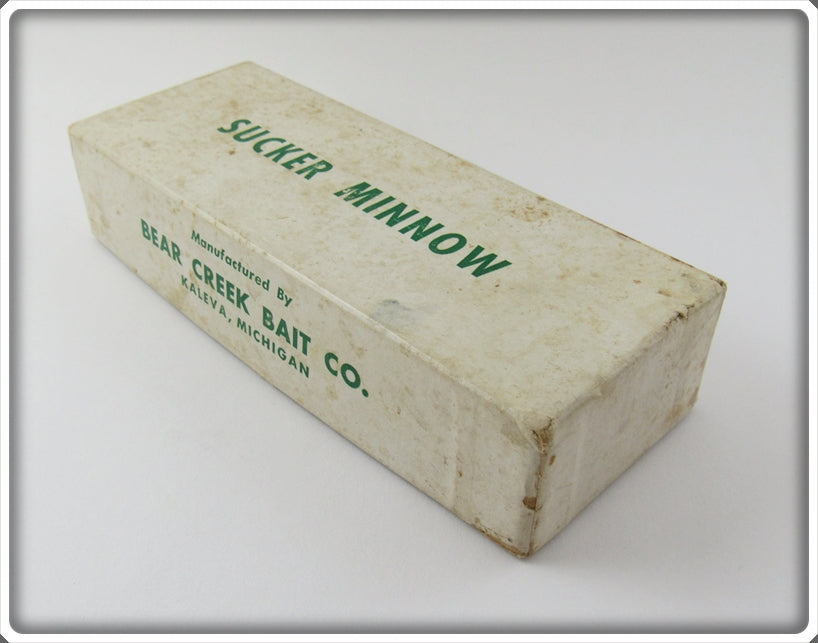 SUCKER MINNOW
Manufactured By
BEAR CREEK BAIT CO.
KALEVA, MICHIGAN